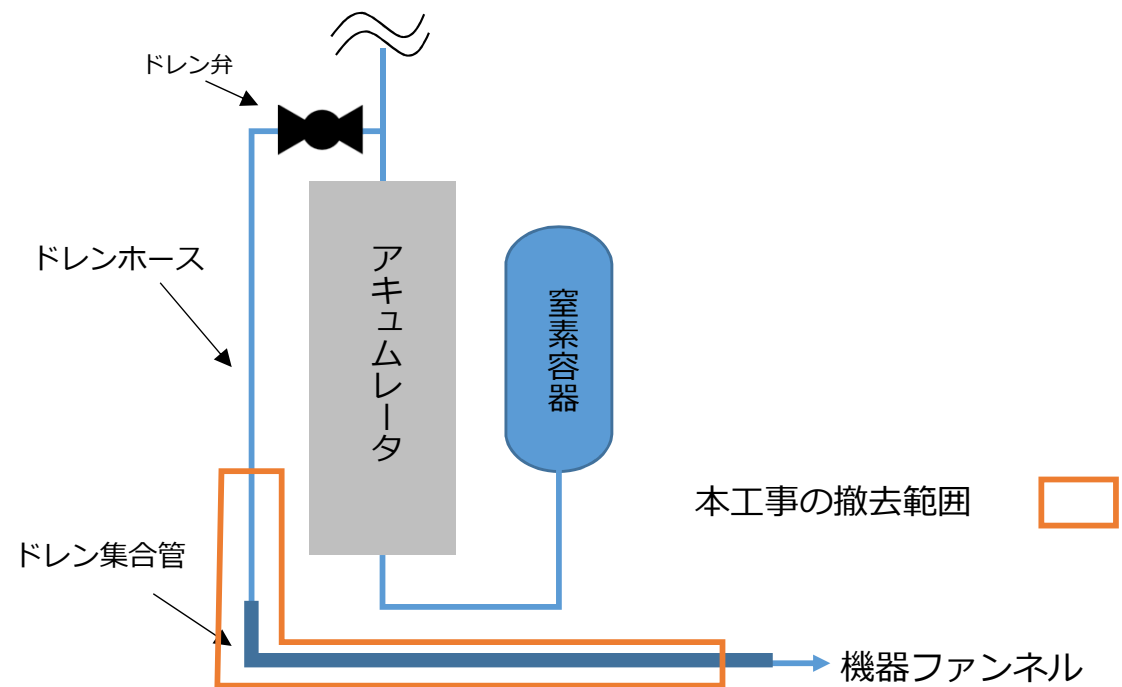 ドレン弁
ドレンホース
アキュムレータ
窒素容器
本工事の撤去範囲
ドレン集合管
機器ファンネル